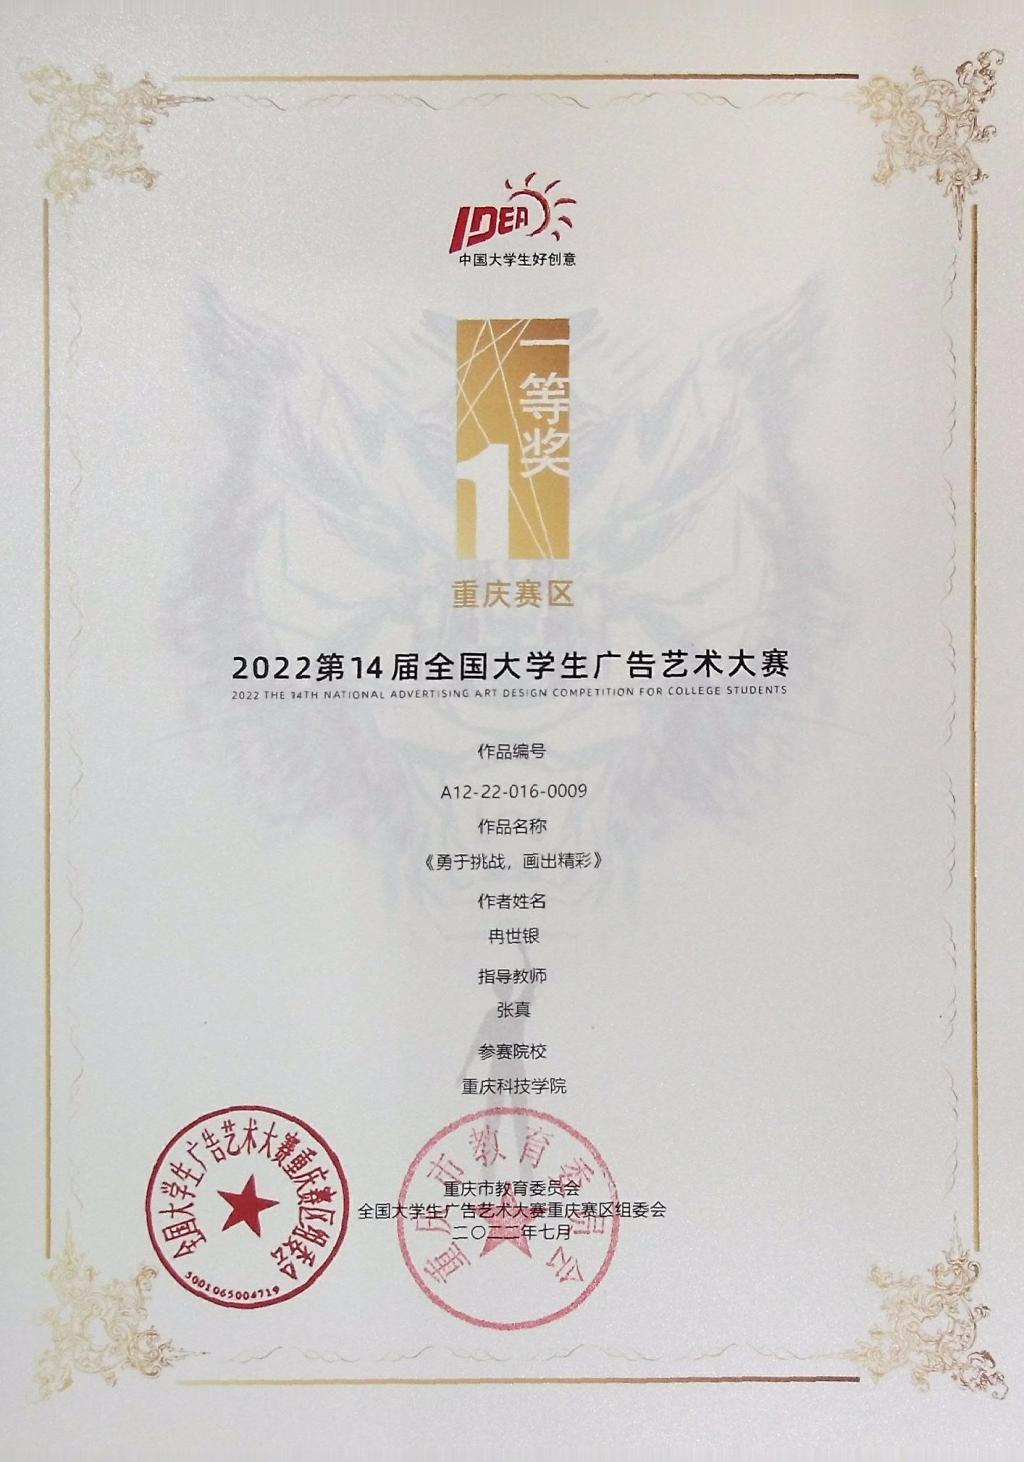 IDEA
中国大学生好创意
一等奖
1
重庆赛区
2022第14届全国大学生广告艺术大赛
2022 THE 14TH NATIONAL ADVERTISING ART DESIGN COMPETITION FOR COLLEGE STUDENTS
作品编号
A12-22-016-0009
作品名称
《勇于挑战，画出精彩》
作者姓名
冉世银
指导教师
张真
参赛院校
重庆科技学院
重庆市教育委员会
全国大学生广告艺术大赛重庆赛区组委会
二〇二二年七月
全国大学生广告艺术大赛重庆赛区组委会
5001065004719
重庆市教育委员会